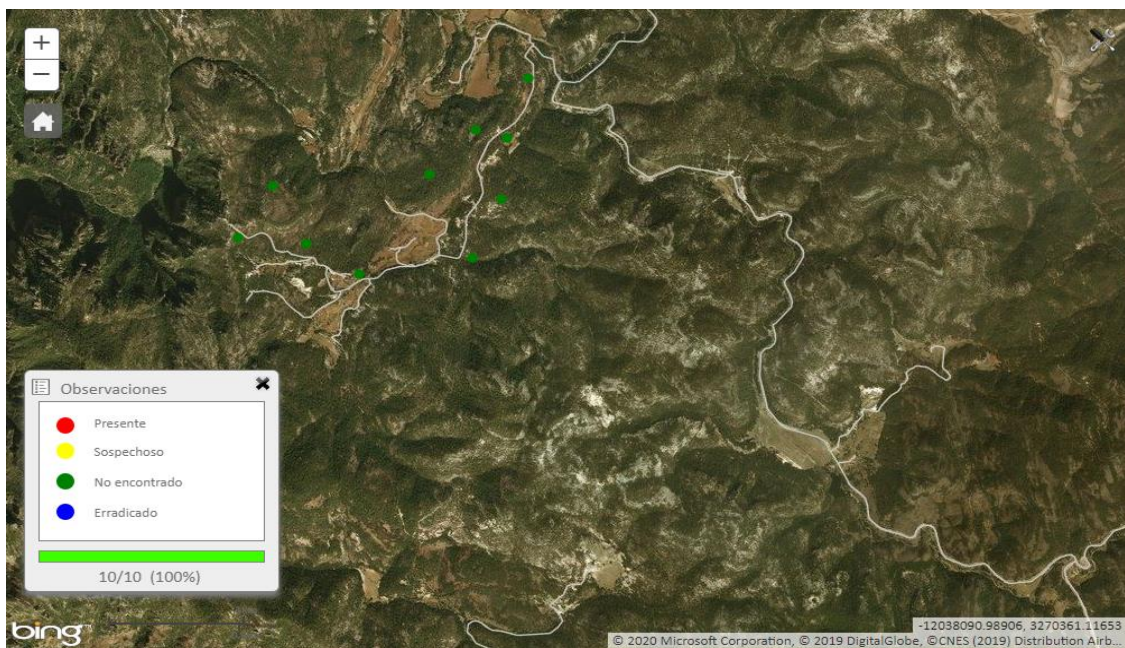 +
−
Observaciones
Presente
Sospechoso
No encontrado
Erradicado
10/10 (100%)
bing
-12038090.98906, 3270361.11653
© 2020 Microsoft Corporation, © 2019 DigitalGlobe, ©CNES (2019) Distribution Airb...